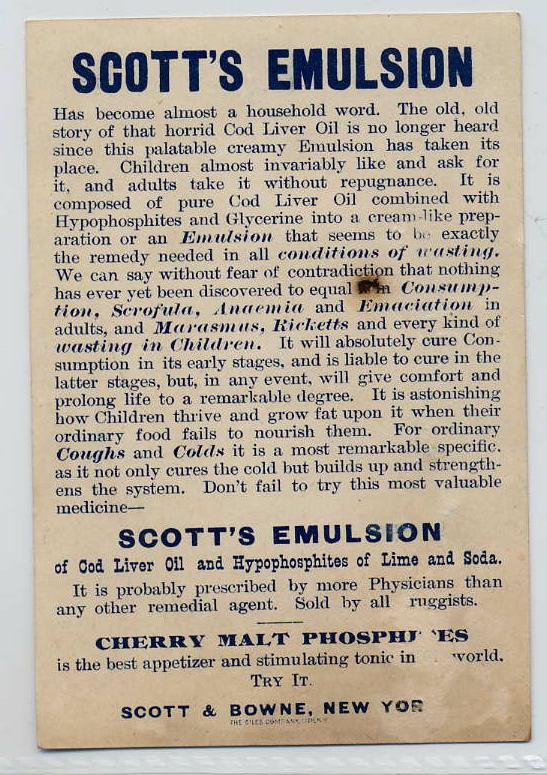 SCOTT'S EMULSION
Has become almost a household word. The old, old
story of that horrid Cod Liver Oil is no longer heard
since this palatable creamy Emulsion has taken its
place. Children almost invariably like and ask for
it, and adults take it without repugnance. It is
composed of pure Cod Liver Oil combined with
Hypophosphites and Glycerine into a cream-like prep-
aration or an Emulsion that seems to be exactly
the remedy needed in all conditions of wasting.
We can say without fear of contradiction that nothing
has ever yet been discovered to equal in Consump-
tion, Scrofula, Anaemia and Emaciation in
adults, and Marasmus, Ricketts and every kind of
wasting in Children. It will absolutely cure Con-
sumption in its early stages, and is liable to cure in the
latter stages, but, in any event, will give comfort and
prolong life to a remarkable degree. It is astonishing
how Children thrive and grow fat upon it when their
ordinary food fails to nourish them. For ordinary
Coughs and Colds it is a most remarkable specific.
as it not only cures the cold but builds up and strength-
ens the system. Don't fail to try this most valuable
medicine—
SCOTT'S EMULSION
of Cod Liver Oil and Hypophosphites of Lime and Soda.
It is probably prescribed by more Physicians than
any other remedial agent. Sold by all ruggists.
CHERRY MALT PHOSPHI ES
is the best appetizer and stimulating tonic in world.
TRY IT.
SCOTT & BOWNE, NEW YOR
THE GILES COMPANY